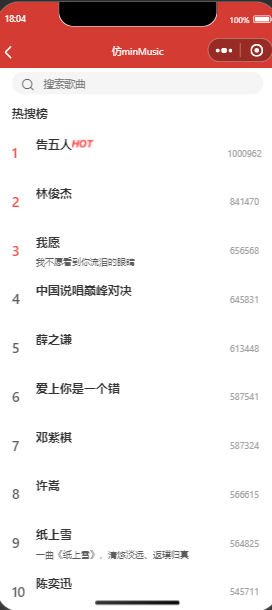 18:04
100%
仿minMusic
搜索歌曲
热搜榜
1 告五人HOT 1000962
2 林俊杰 841470
3 我愿 656568
我不愿看到你流泪的眼睛
4 中国说唱巅峰对决 645831
5 薛之谦 613448
6 爱上你是一个错 587541
7 邓紫棋 587324
8 许嵩 566615
9 纸上雪 564825
一曲《纸上雪》，清悠淡远、返璞归真
10 陈奕迅 545711